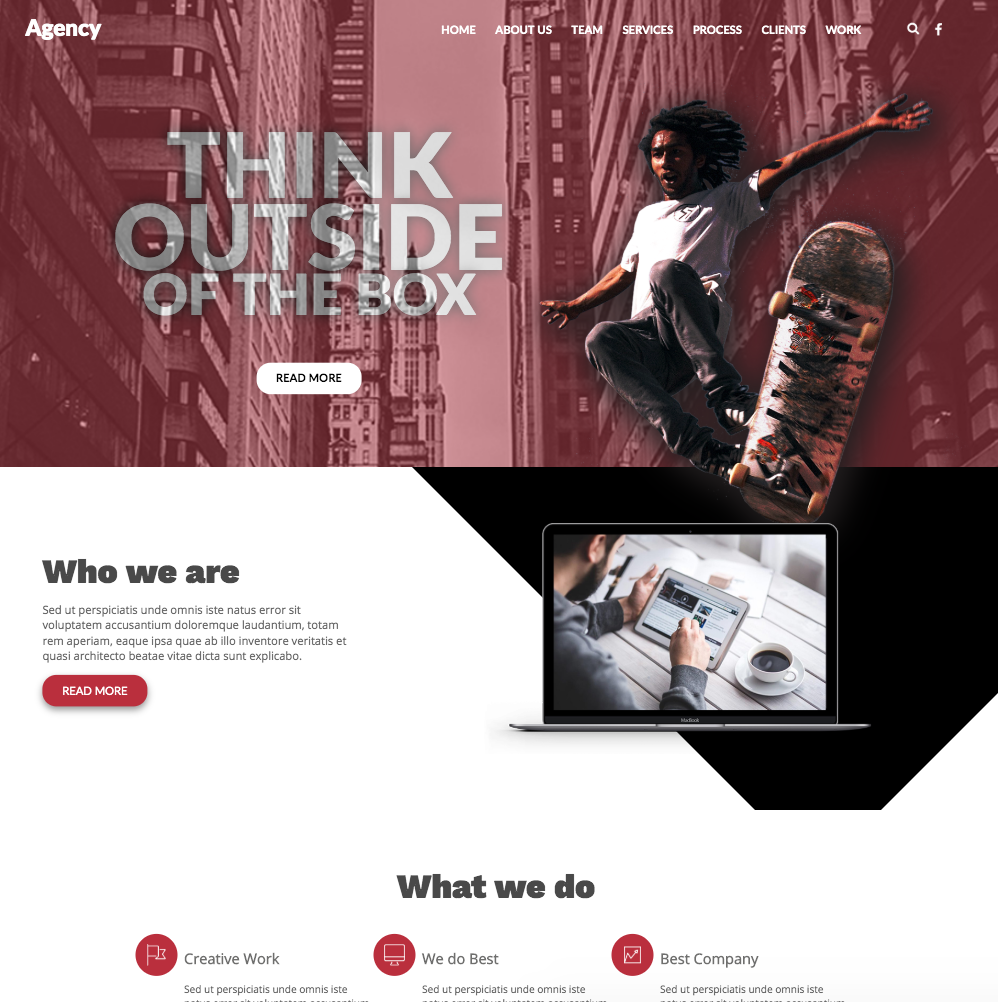 Agency
HOME ABOUT US TEAM SERVICES PROCESS CLIENTS WORK
THINK
OUTSIDE
OF THE BOX
READ MORE
Who we are
Sed ut perspiciatis unde omnis iste natus error sit
voluptatem accusantium doloremque laudantium, totam
rem aperiam, eaque ipsa quae ab illo inventore veritatis et
quasi architecto beatae vitae dicta sunt explicabo.
READ MORE
MacBook
What we do
Creative Work
We do Best
Best Company
Sed ut perspiciatis unde omnis iste
Sed ut perspiciatis unde omnis iste
Sed ut perspiciatis unde omnis iste